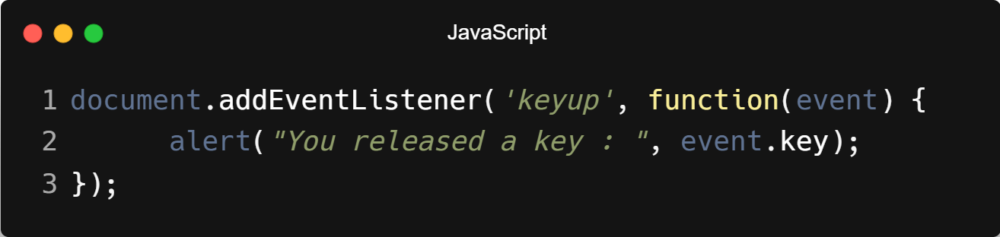 JavaScript
1 document.addEventListener('keyup', function(event) {
2 alert("You released a key : ", event.key);
3 });